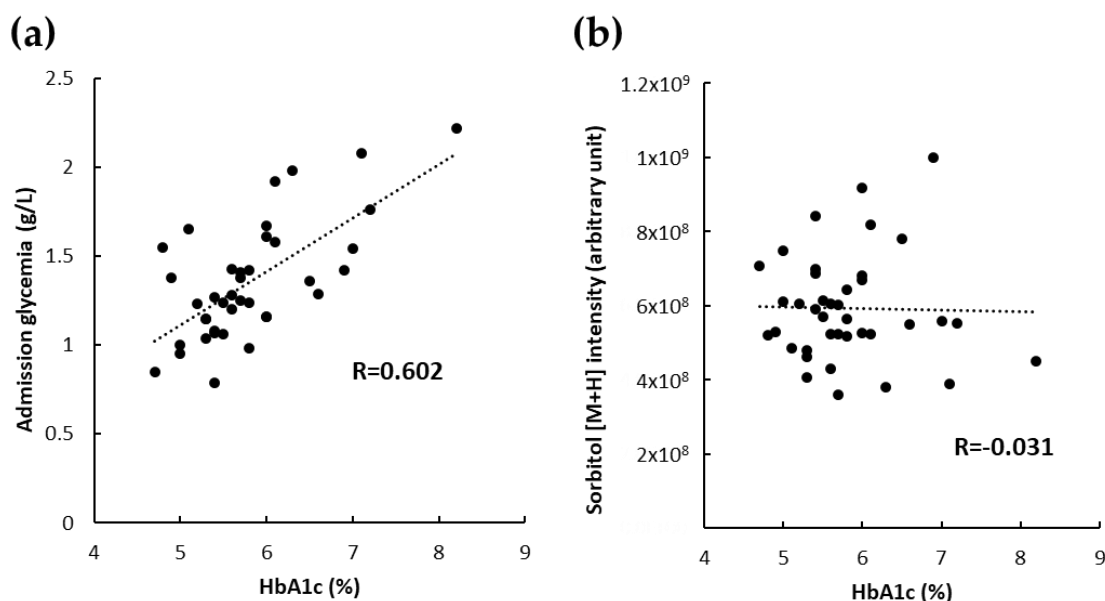 (a)
Admission glycemia (g/L)
2.5
2
1.5
1
0.5
0
4 5 6 7 8 9
HbA1c (%)
R=0.602
(b)
Sorbitol [M+H] intensity (arbitrary unit)
1.2x10⁹
1x10⁹
8x10⁸
6x10⁸
4x10⁸
2x10⁸
4 5 6 7 8 9
HbA1c (%)
R=-0.031